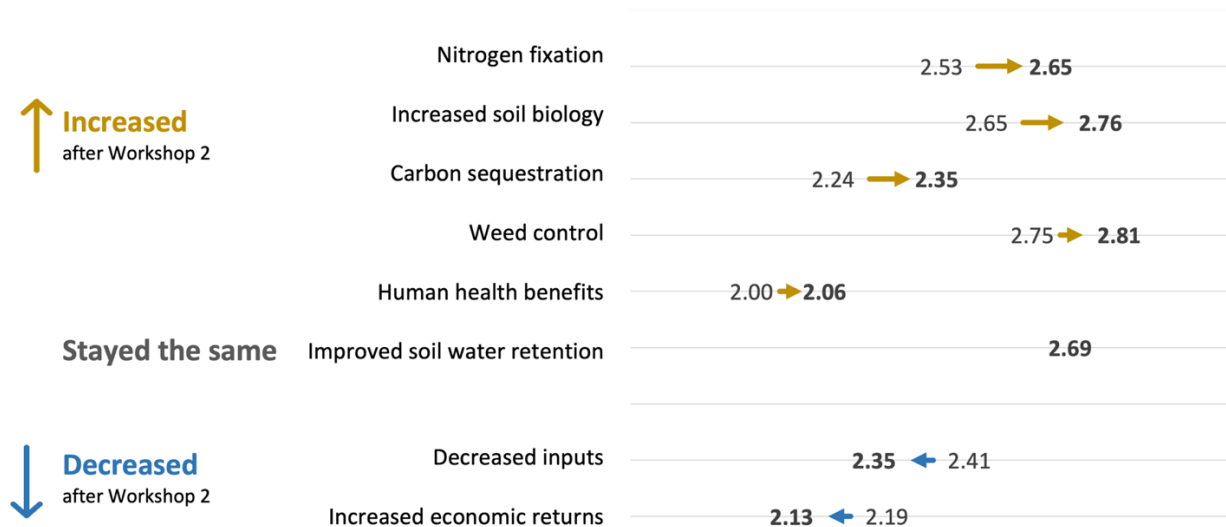 Nitrogen fixation
2.53 2.65
Increased
after Workshop 2
Increased soil biology
2.65 2.76
Carbon sequestration
2.24 2.35
Weed control
2.75 2.81
Human health benefits
2.00 2.06
Stayed the same
Improved soil water retention
2.69
Decreased
after Workshop 2
Decreased inputs
2.35 2.41
Increased economic returns
2.13 2.19